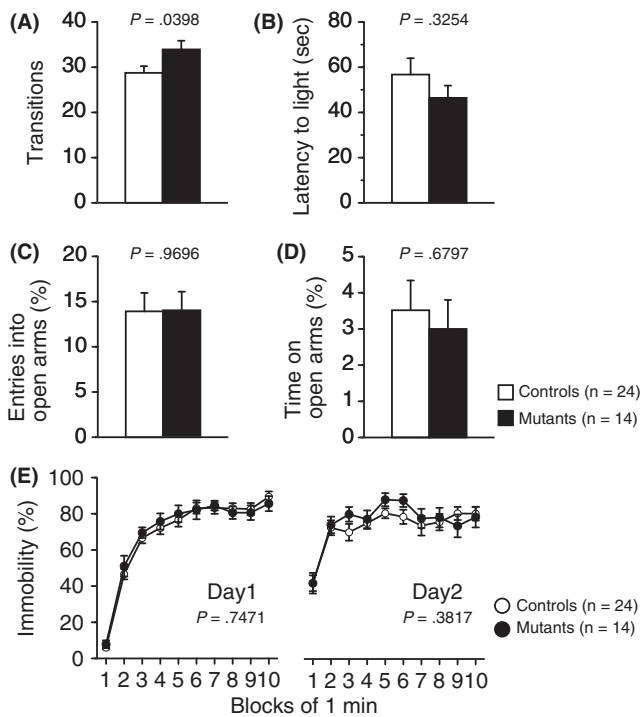 (A)
P = .0398
Transitions
40
30
20
10
0
(B)
P = .3254
Latency to light (sec)
80
60
40
20
0
(C)
P = .9696
Entries into
open arms (%)
20
15
10
5
0
(D)
P = .6797
Time on
open arms (%)
5
4
3
2
1
0
Controls (n = 24)
Mutants (n = 14)
(E)
Immobility (%)
100
80
60
40
20
0
Day1
P = .7471
1 2 3 4 5 6 7 8 9 10
Day2
P = .3817
1 2 3 4 5 6 7 8 9 10
Blocks of 1 min
Controls (n = 24)
Mutants (n = 14)